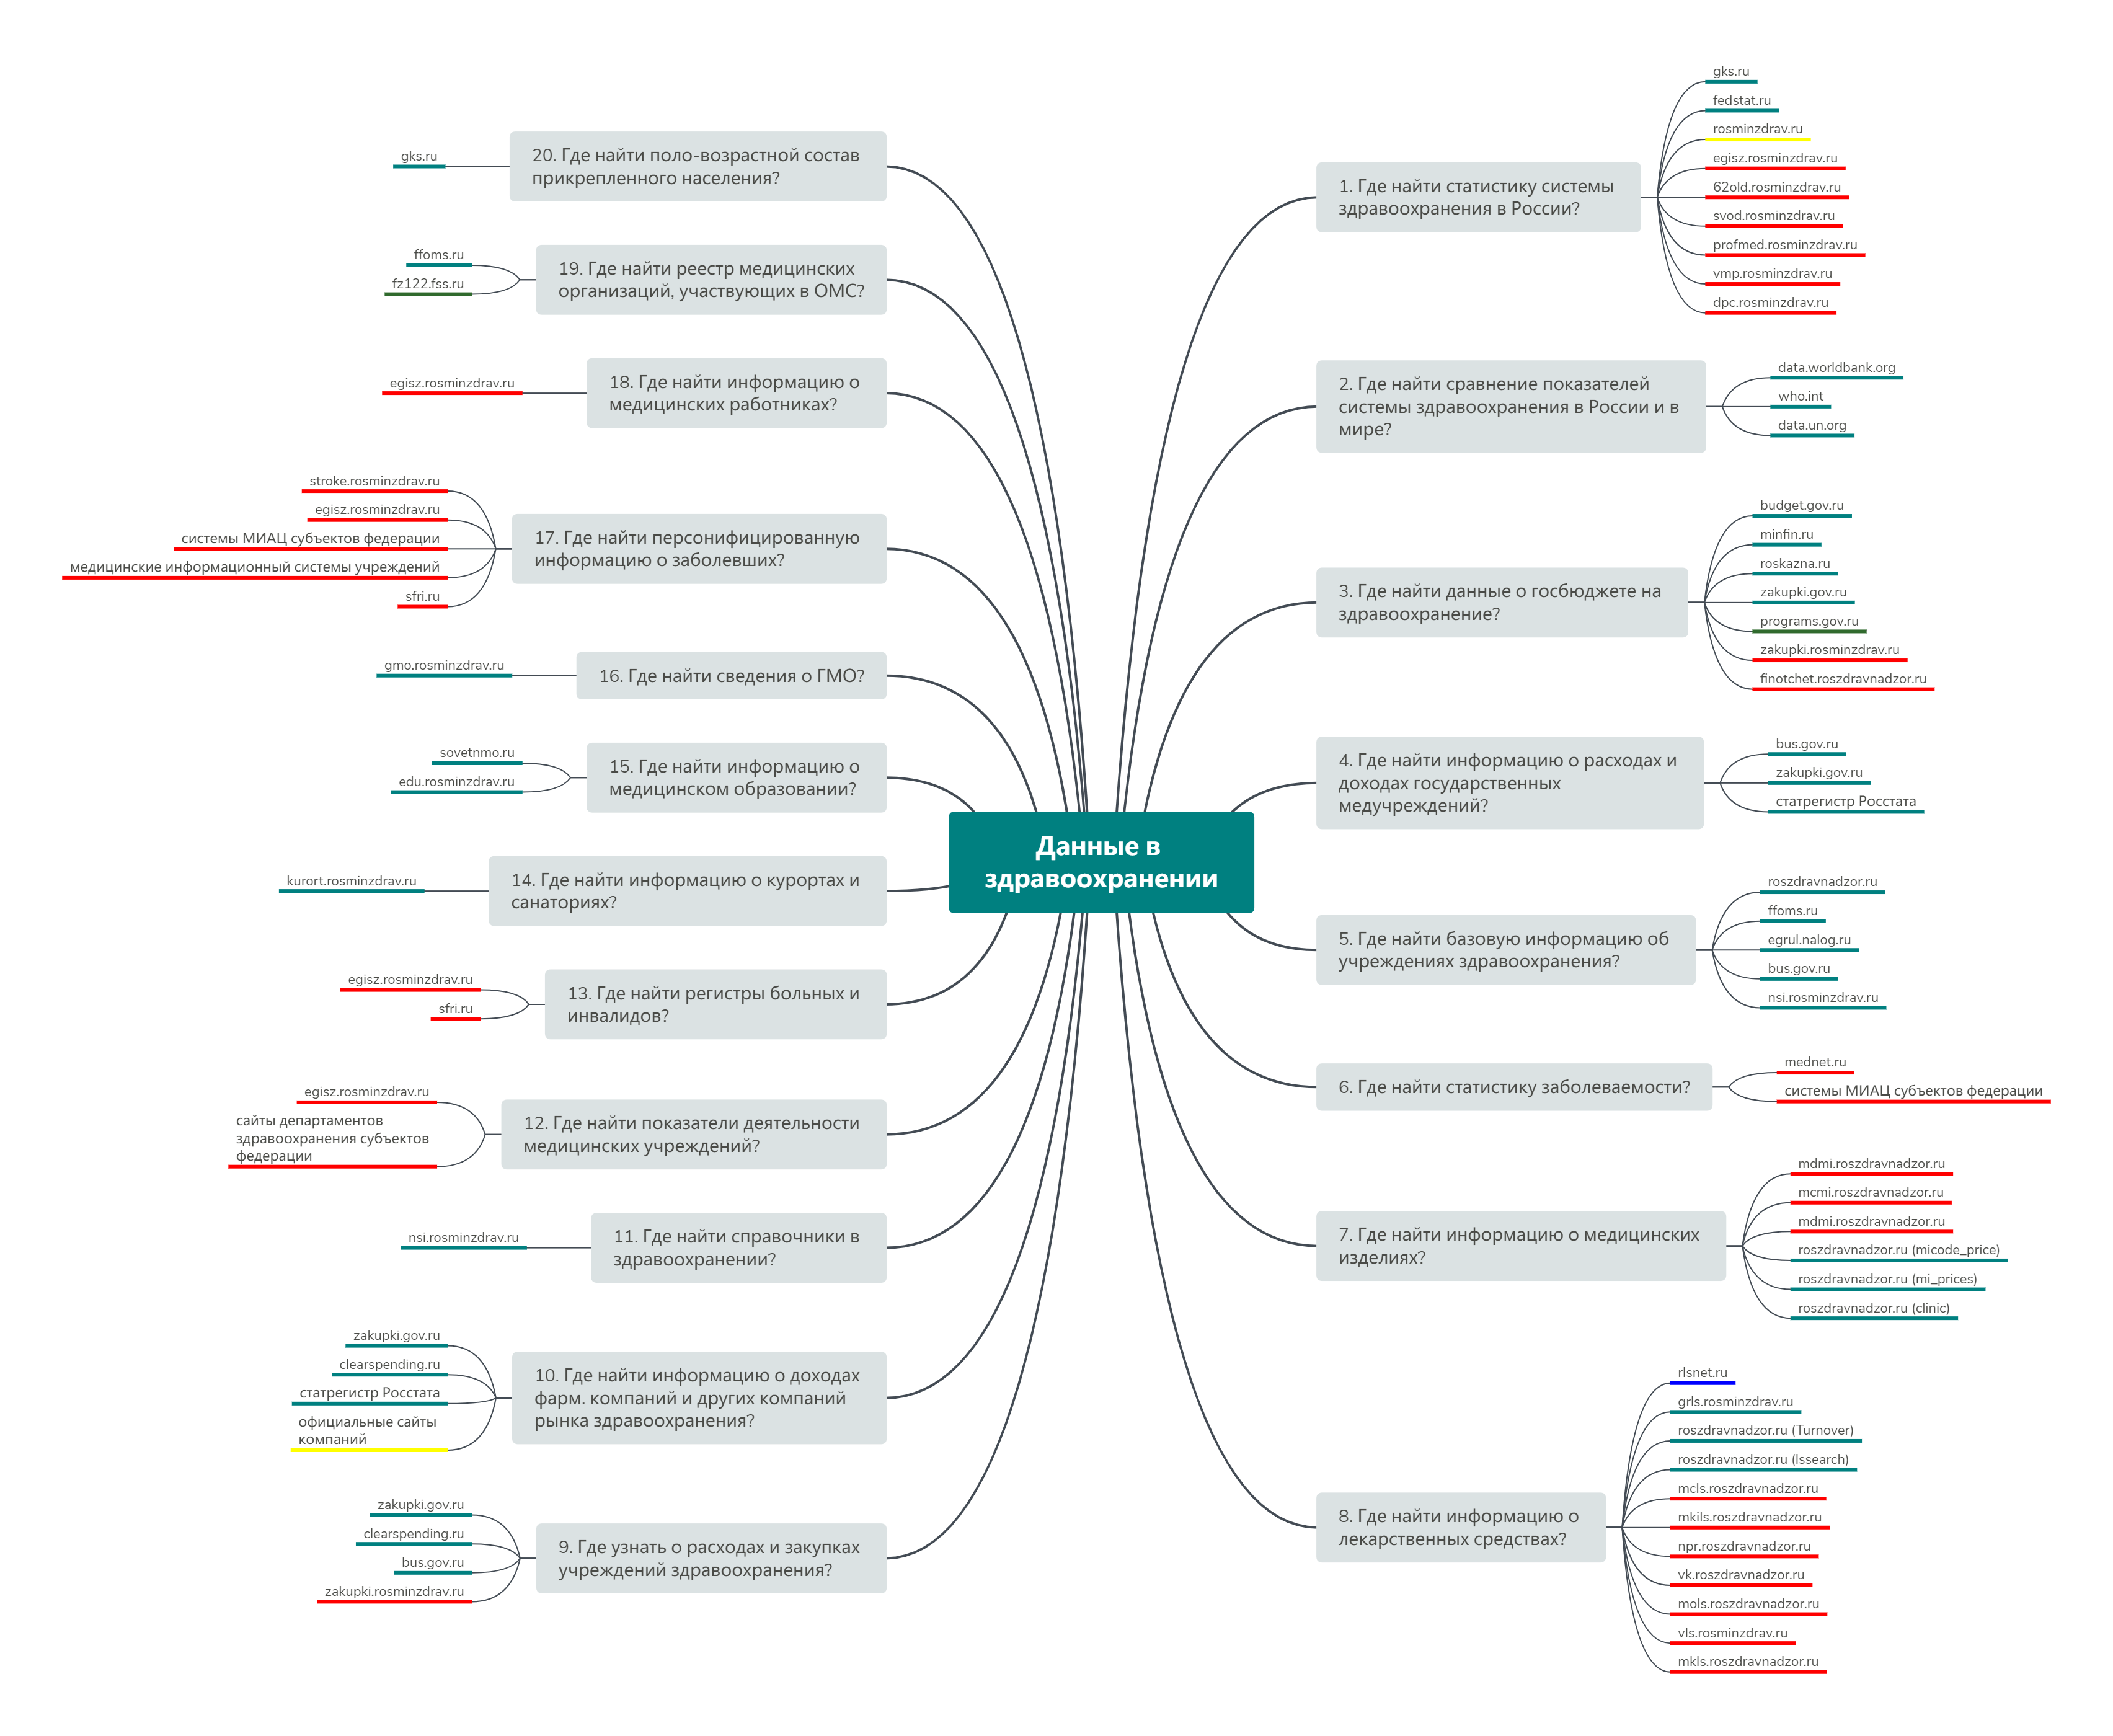 Данные в
здравоохранении
1. Где найти статистику системы
здравоохранения в России?
gks.ru
fedstat.ru
rosminzdrav.ru
egisz.rosminzdrav.ru
62old.rosminzdrav.ru
svod.rosminzdrav.ru
profmed.rosminzdrav.ru
vmp.rosminzdrav.ru
dpc.rosminzdrav.ru
2. Где найти сравнение показателей
системы здравоохранения в России и в
мире?
data.worldbank.org
who.int
data.un.org
3. Где найти данные о госбюджете на
здравоохранение?
budget.gov.ru
minfin.ru
roskazna.ru
zakupki.gov.ru
programs.gov.ru
zakupki.rosminzdrav.ru
finotchet.roszdravnadzor.ru
4. Где найти информацию о расходах и
доходах государственных
медучреждений?
bus.gov.ru
zakupki.gov.ru
статрегистр Росстата
5. Где найти базовую информацию об
учреждениях здравоохранения?
roszdravnadzor.ru
ffoms.ru
egrul.nalog.ru
bus.gov.ru
nsi.rosminzdrav.ru
6. Где найти статистику заболеваемости?
mednet.ru
системы МИАЦ субъектов федерации
7. Где найти информацию о медицинских
изделиях?
mdmi.roszdravnadzor.ru
mcmi.roszdravnadzor.ru
mdmi.roszdravnadzor.ru
roszdravnadzor.ru (micode_price)
roszdravnadzor.ru (mi_prices)
roszdravnadzor.ru (clinic)
8. Где найти информацию о
лекарственных средствах?
rlsnet.ru
grls.rosminzdrav.ru
roszdravnadzor.ru (Turnover)
roszdravnadzor.ru (lssearch)
mcls.roszdravnadzor.ru
mkils.roszdravnadzor.ru
npr.roszdravnadzor.ru
vk.roszdravnadzor.ru
mols.roszdravnadzor.ru
vls.rosminzdrav.ru
mkls.roszdravnadzor.ru
9. Где узнать о расходах и закупках
учреждений здравоохранения?
zakupki.gov.ru
clearspending.ru
bus.gov.ru
zakupki.rosminzdrav.ru
10. Где найти информацию о доходах
фарм. компаний и других компаний
рынка здравоохранения?
zakupki.gov.ru
clearspending.ru
статрегистр Росстата
официальные сайты
компаний
11. Где найти справочники в
здравоохранении?
nsi.rosminzdrav.ru
12. Где найти показатели деятельности
медицинских учреждений?
egisz.rosminzdrav.ru
сайты департаментов
здравоохранения субъектов
федерации
13. Где найти регистры больных и
инвалидов?
egisz.rosminzdrav.ru
sfri.ru
14. Где найти информацию о курортах и
санаториях?
kurort.rosminzdrav.ru
15. Где найти информацию о
медицинском образовании?
sovetnmo.ru
edu.rosminzdrav.ru
16. Где найти сведения о ГМО?
gmo.rosminzdrav.ru
17. Где найти персонифицированную
информацию о заболевших?
stroke.rosminzdrav.ru
egisz.rosminzdrav.ru
системы МИАЦ субъектов федерации
медицинские информационный системы учреждений
sfri.ru
18. Где найти информацию о
медицинских работниках?
egisz.rosminzdrav.ru
19. Где найти реестр медицинских
организаций, участвующих в ОМС?
ffoms.ru
fz122.fss.ru
20. Где найти поло-возрастной состав
прикрепленного населения?
gks.ru